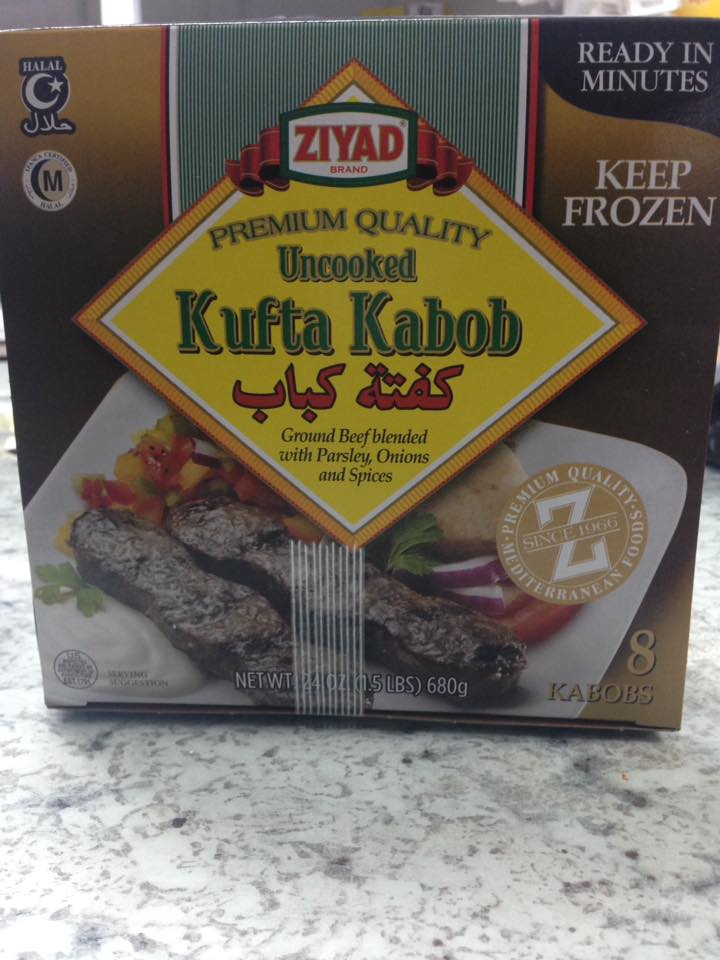 HALAL
حلال
HALAL
M
READY IN
MINUTES
KEEP
FROZEN
ZIYAD®
BRAND
PREMIUM QUALITY
Uncooked
Kufta Kabob
كفتة كباب
Ground Beef blended
with Parsley, Onions
and Spices
PREMIUM QUALITY
Z
SINCE 1966
MEDITERRANEAN FOODS
SERVING
SUGGESTION
NET WT. 24 OZ. (1.5 LBS) 680g
8
KABOBS